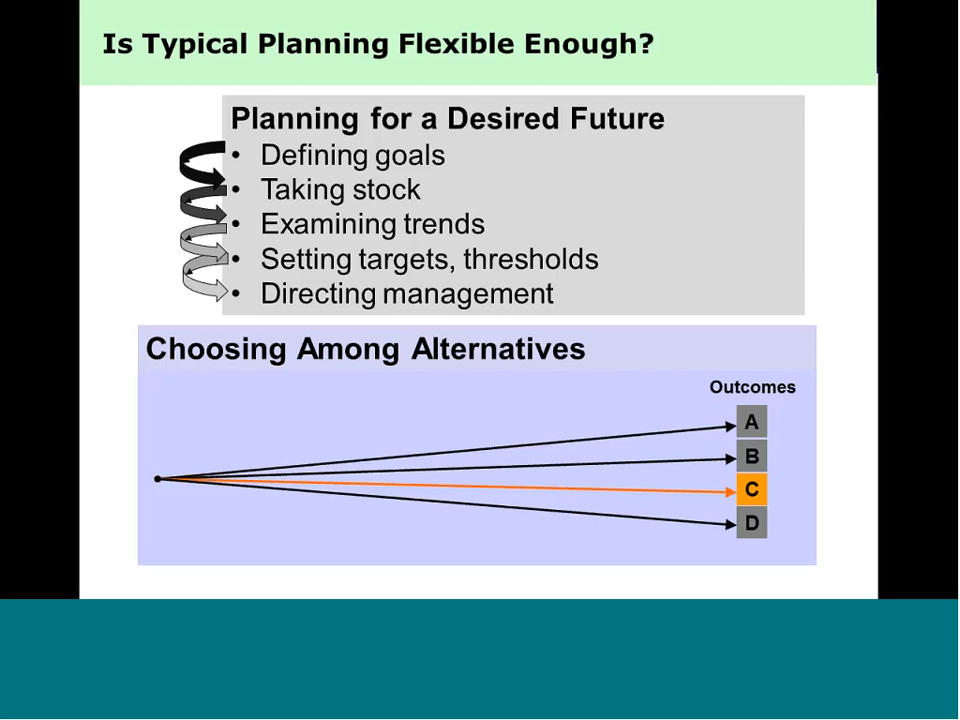 Is Typical Planning Flexible Enough?
Planning for a Desired Future
• Defining goals
• Taking stock
• Examining trends
• Setting targets, thresholds
• Directing management
Choosing Among Alternatives
Outcomes
A
B
C
D